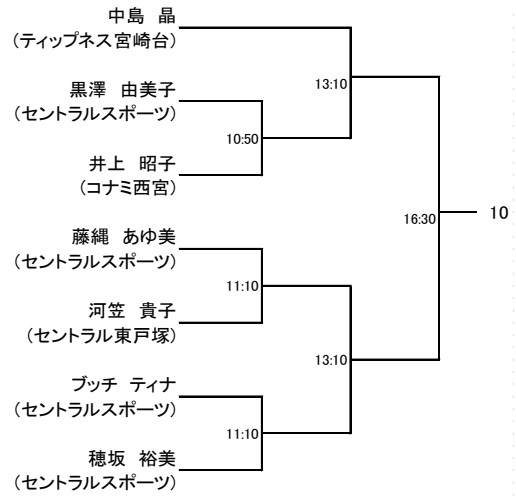 中島　晶
(ティップネス宮崎台)
13:10
黒澤　由美子
(セントラルスポーツ)
10:50
井上　昭子
(コナミ西宮)
16:30
10
藤縄　あゆ美
(セントラルスポーツ)
11:10
河笠　貴子
(セントラル東戸塚)
13:10
ブッチ ティナ
(セントラルスポーツ)
11:10
穂坂　裕美
(セントラルスポーツ)